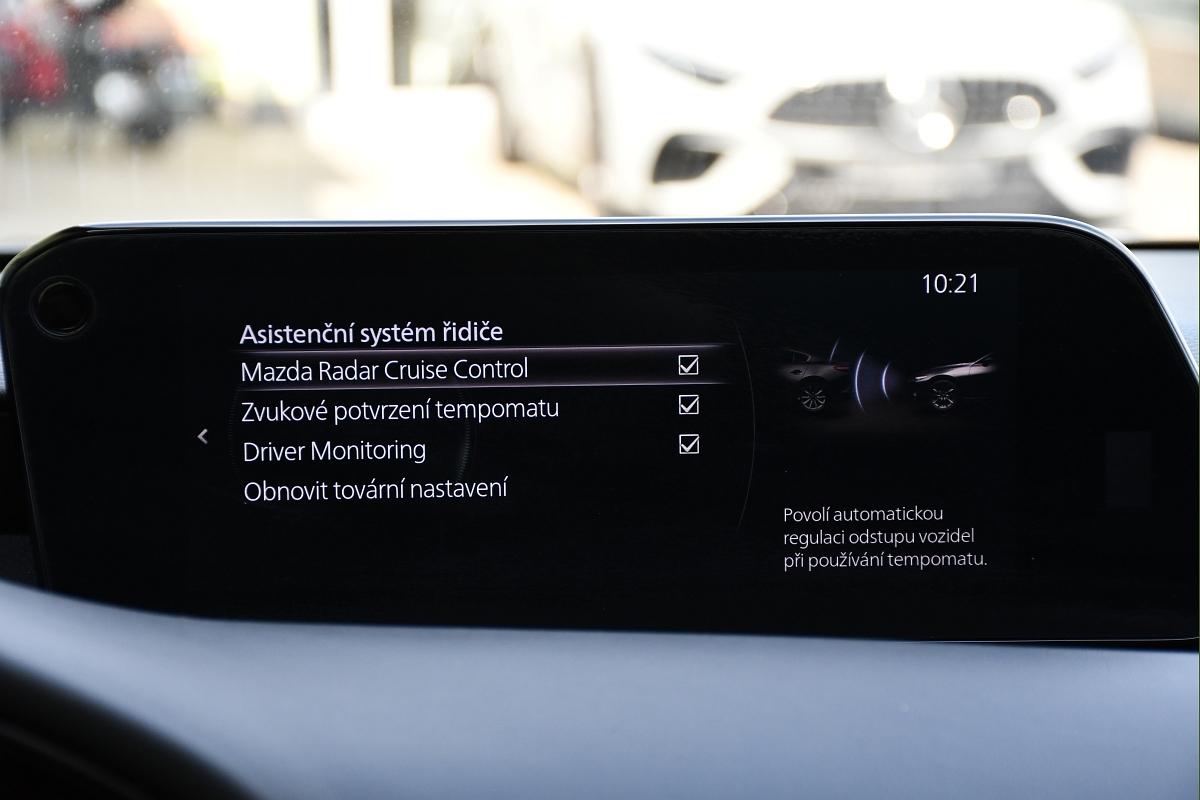 10:21
Asistenční systém řidiče
Mazda Radar Cruise Control
Zvukové potvrzení tempomatu
Driver Monitoring
Obnovit tovární nastavení
Povolí automatickou
regulaci odstupu vozidel
při používání tempomatu.